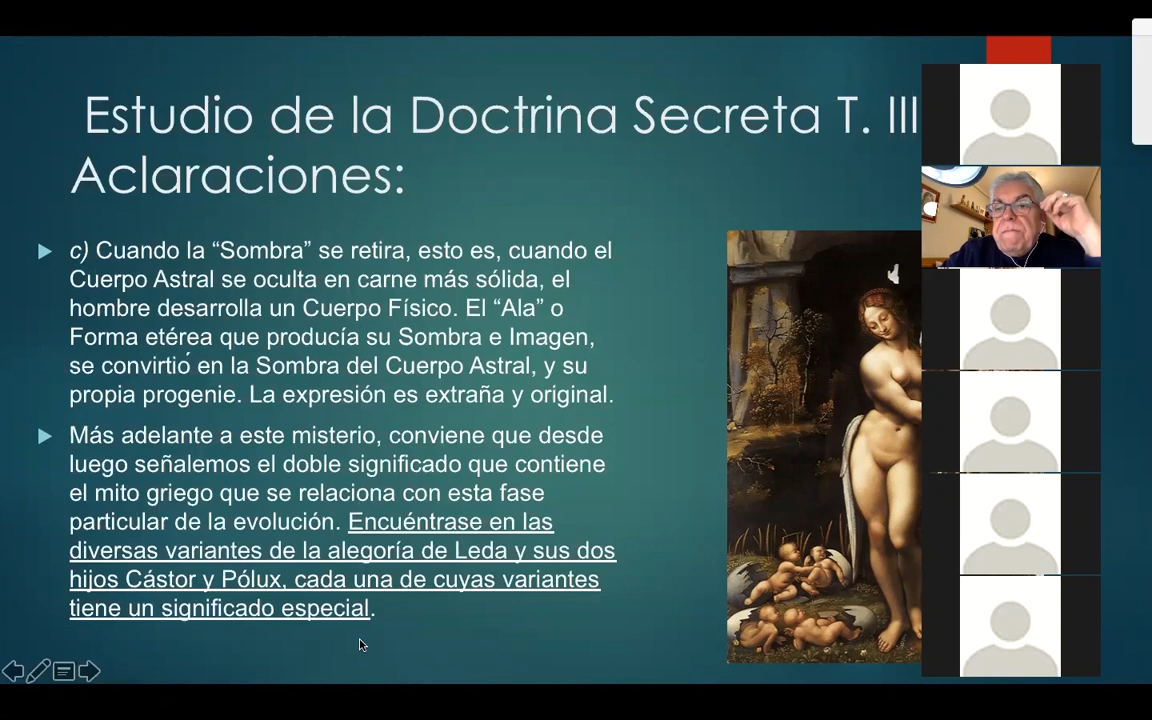 Estudio de la Doctrina Secreta T. III
Aclaraciones:
c) Cuando la “Sombra” se retira, esto es, cuando el
Cuerpo Astral se oculta en carne más sólida, el
hombre desarrolla un Cuerpo Físico. El “Ala” o
Forma etérea que producía su Sombra e Imagen,
se convirtió en la Sombra del Cuerpo Astral, y su
propia progenie. La expresión es extraña y original.
Más adelante a este misterio, conviene que desde
luego señalemos el doble significado que contiene
el mito griego que se relaciona con esta fase
particular de la evolución. Encuéntrase en las
diversas variantes de la alegoría de Leda y sus dos
hijos Cástor y Pólux, cada una de cuyas variantes
tiene un significado especial.